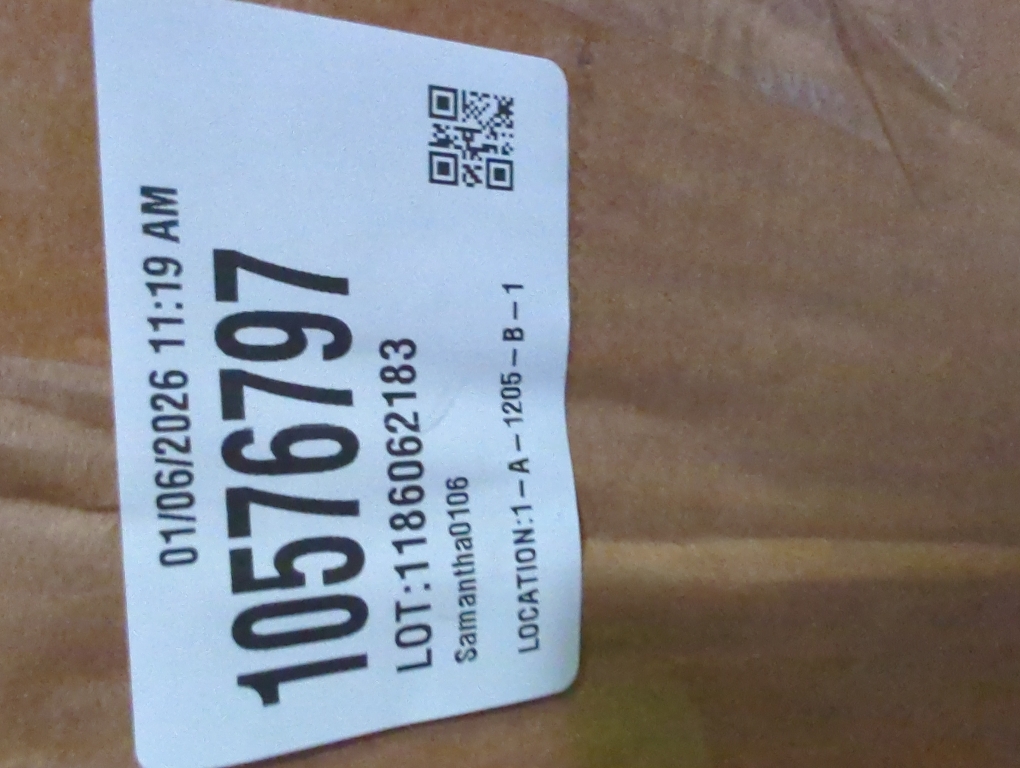 01/06/2026 11:19 AM
10576797
LOT:1186062183
Samantha0106
LOCATION:1-A-1205-B-1